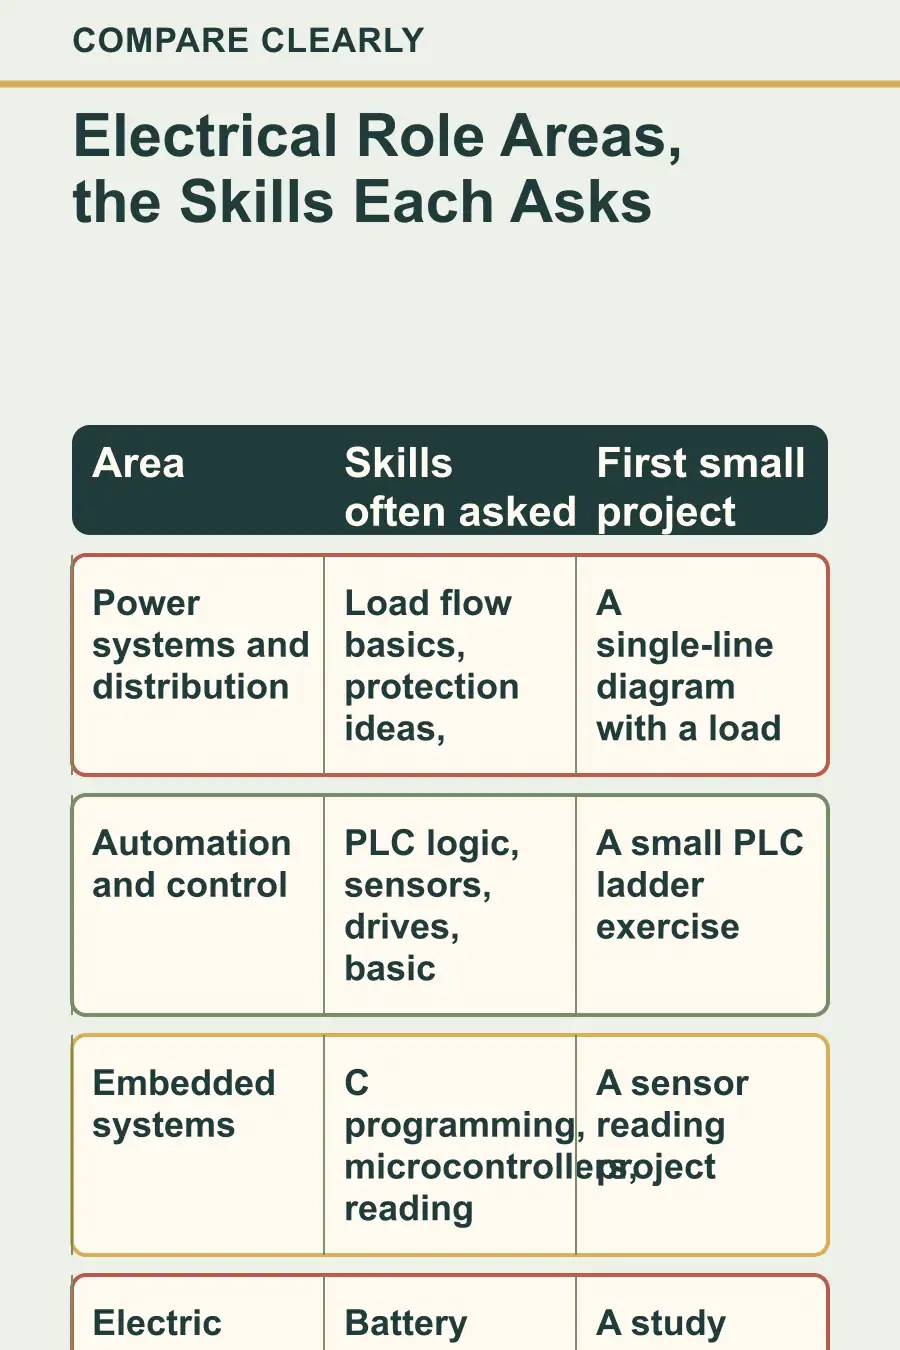 COMPARE CLEARLY
Electrical Role Areas,
the Skills Each Asks
Area
Skills
often asked
First small
project
Power
systems and
distribution
Load flow
basics,
protection
ideas,
A
single-line
diagram
with a load
Automation
and control
PLC logic,
sensors,
drives,
basic
A small PLC
ladder
exercise
Embedded
systems
C
programming,
microcontrollers,
reading
A sensor
reading
project
Electric
Battery
A study